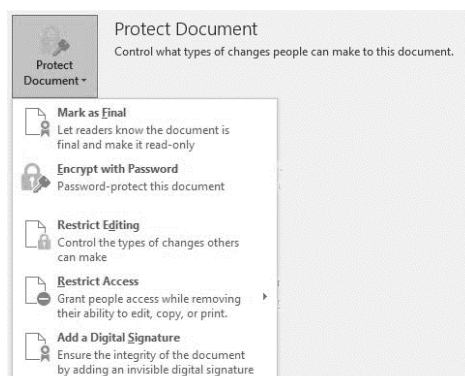 Protect Document
Control what types of changes people can make to this document.
Protect
Document
Mark as Final
Let readers know the document is
final and make it read-only
Encrypt with Password
Password-protect this document
Restrict Editing
Control the types of changes others
can make
Restrict Access
Grant people access while removing
their ability to edit, copy, or print.
Add a Digital Signature
Ensure the integrity of the document
by adding an invisible digital signature